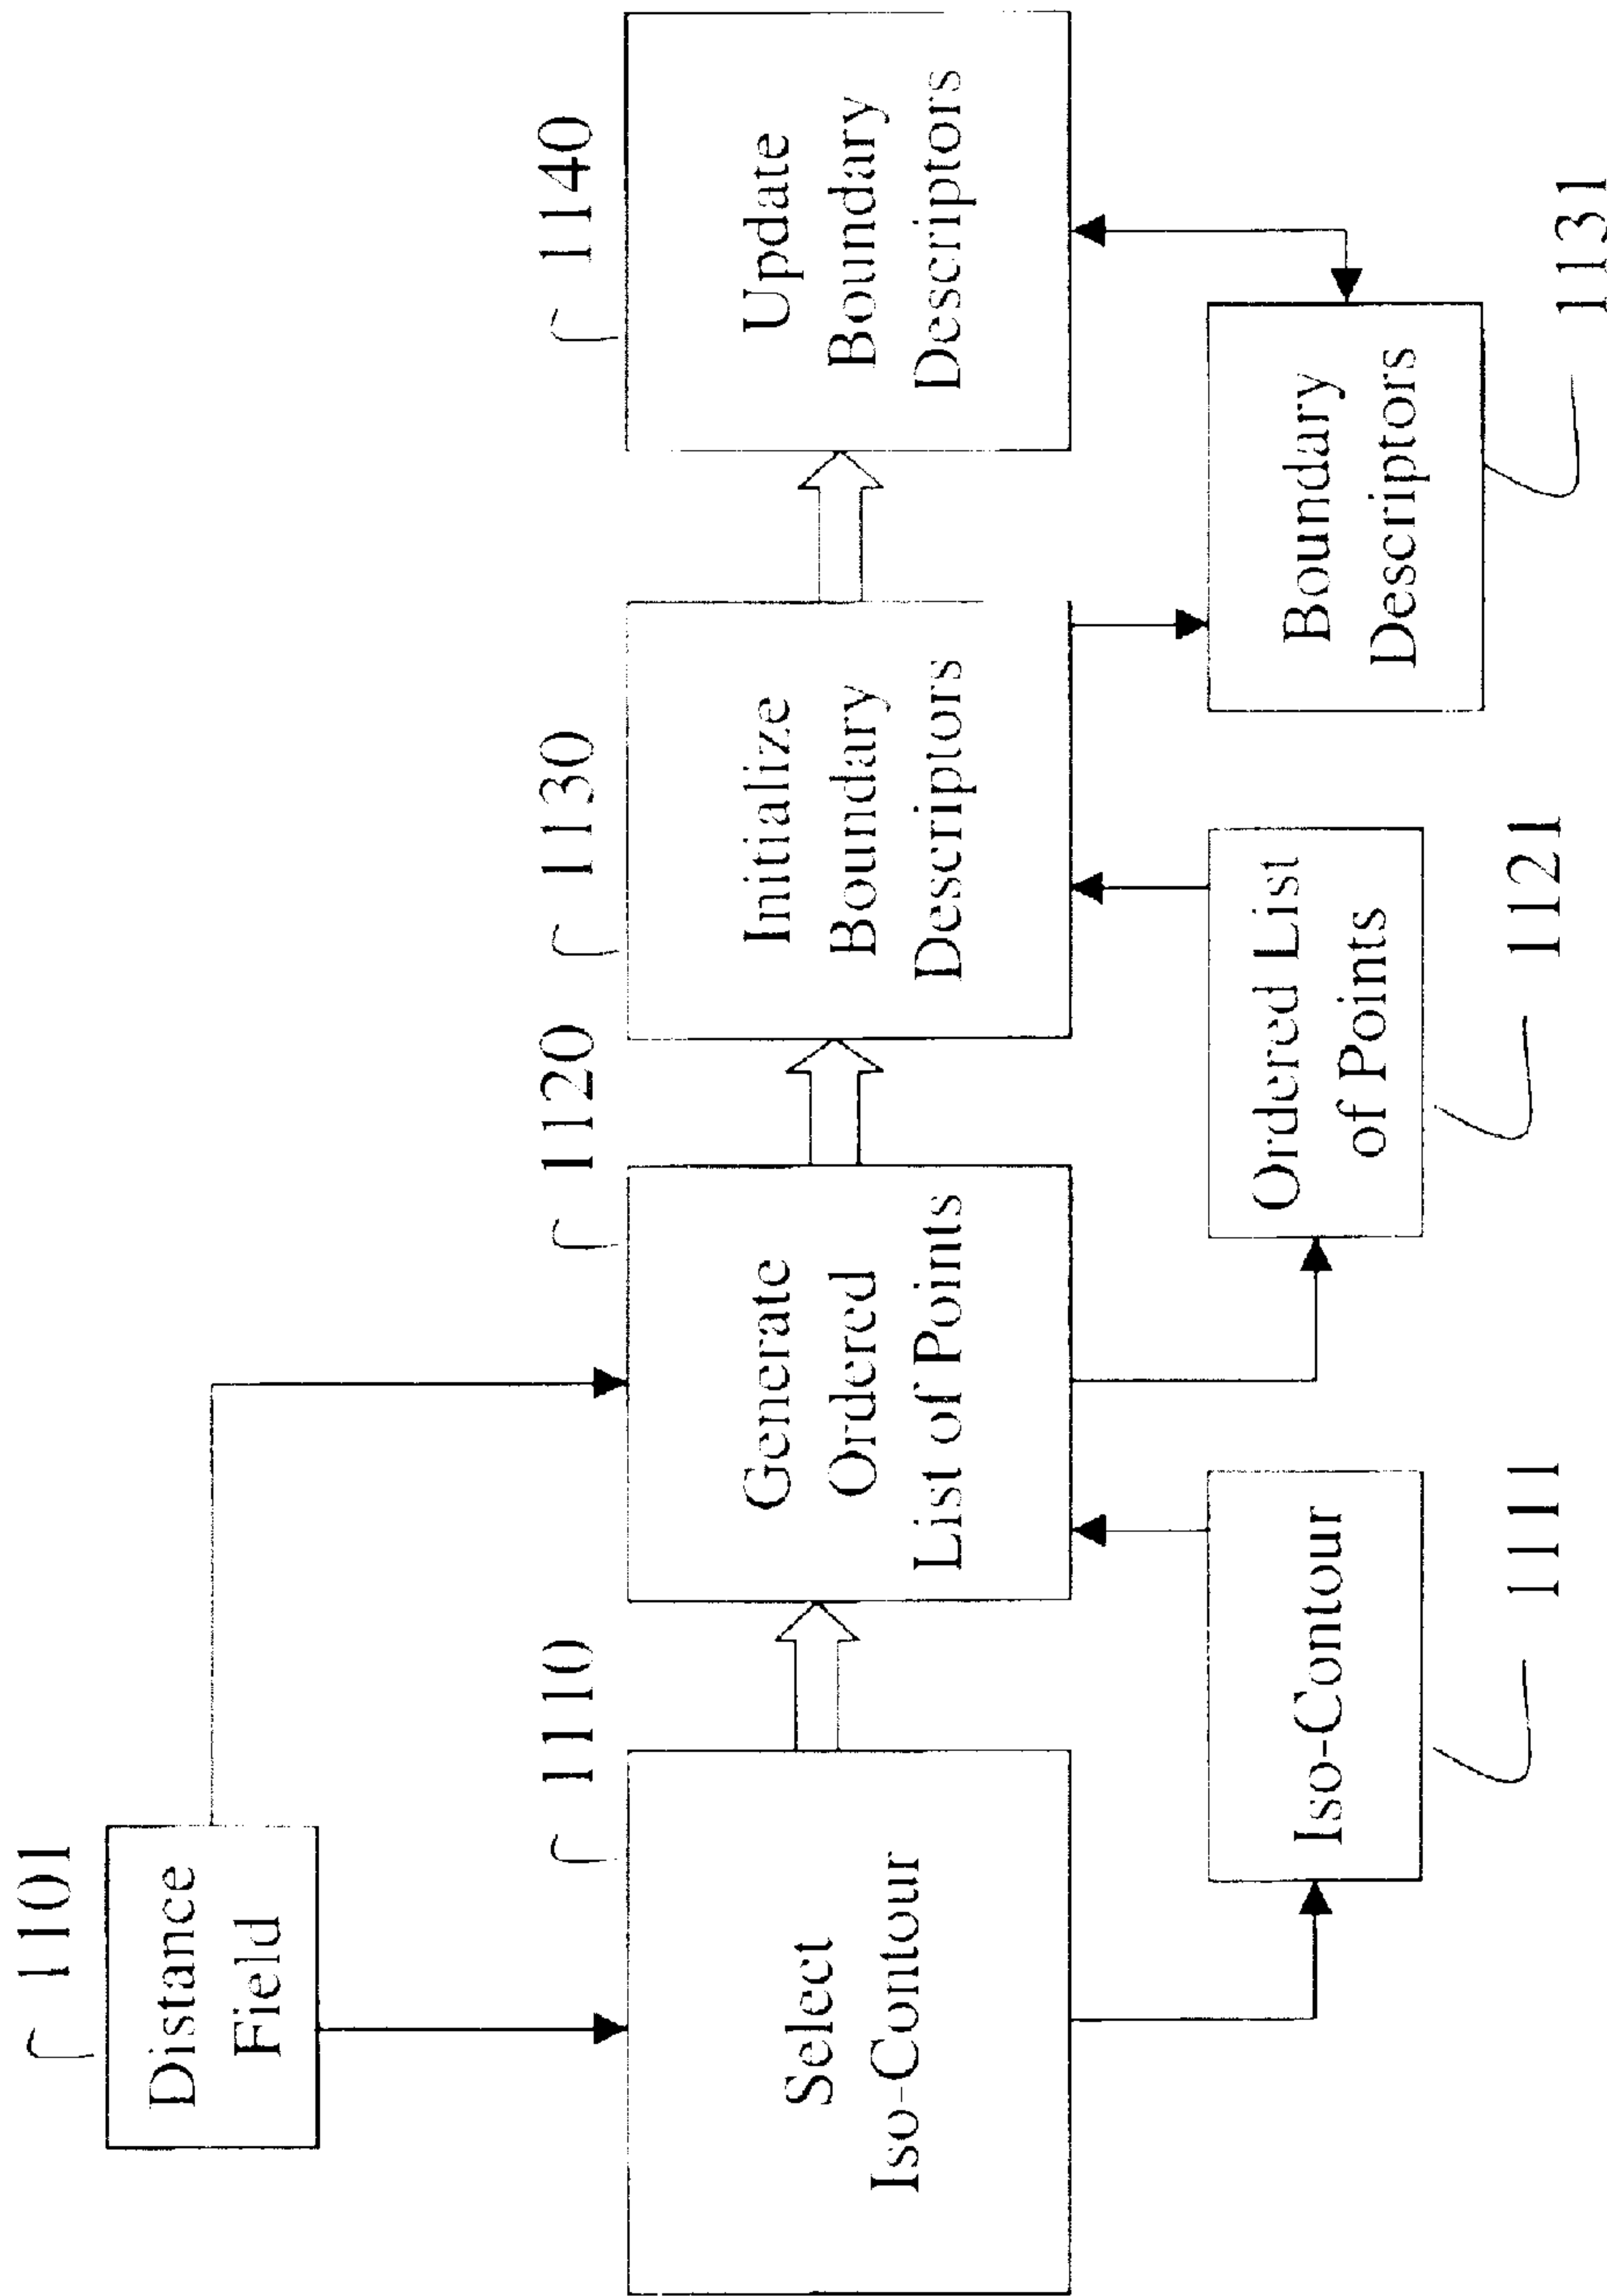 1101
Distance
Field
1110
Select
Iso-Contour
1120
Generate
Ordered
List of Points
1130
Initialize
Boundary
Descriptors
1140
Update
Boundary
Descriptors
Iso-Contour
1111
Ordered List
of Points
1121
Boundary
Descriptors
1131